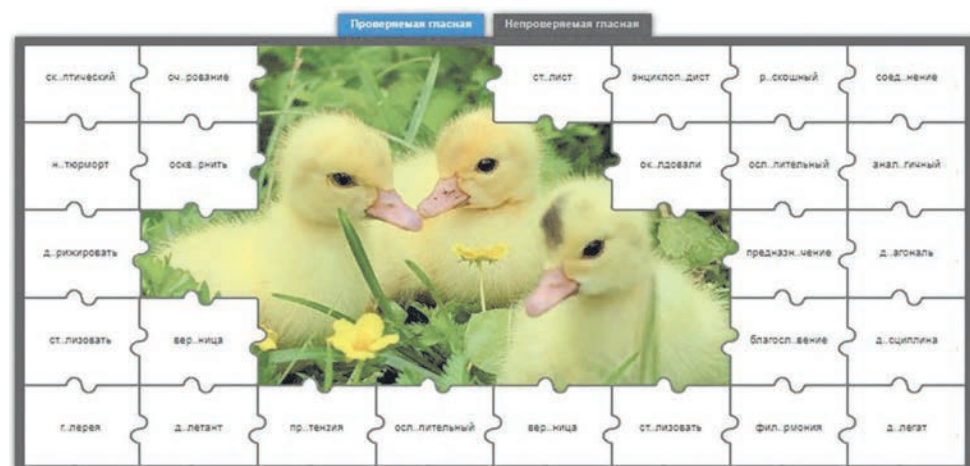 Проверяемая гласная Непроверяемая гласная
ск..птический оч..рование ст..лист энциклоп..дист р..скошный соед..нение
н..тюрморт оскв..рнить ок..лдовали осл..пительный анал..гичный
д..рижировать предназн..чение д..агональ
ст..лизовать вер..ница благосл..вение д..сциплина
г..лерея д..летант пр..тензия осл..пительный вер..ница ст..лизовать фил..рмония д..легат